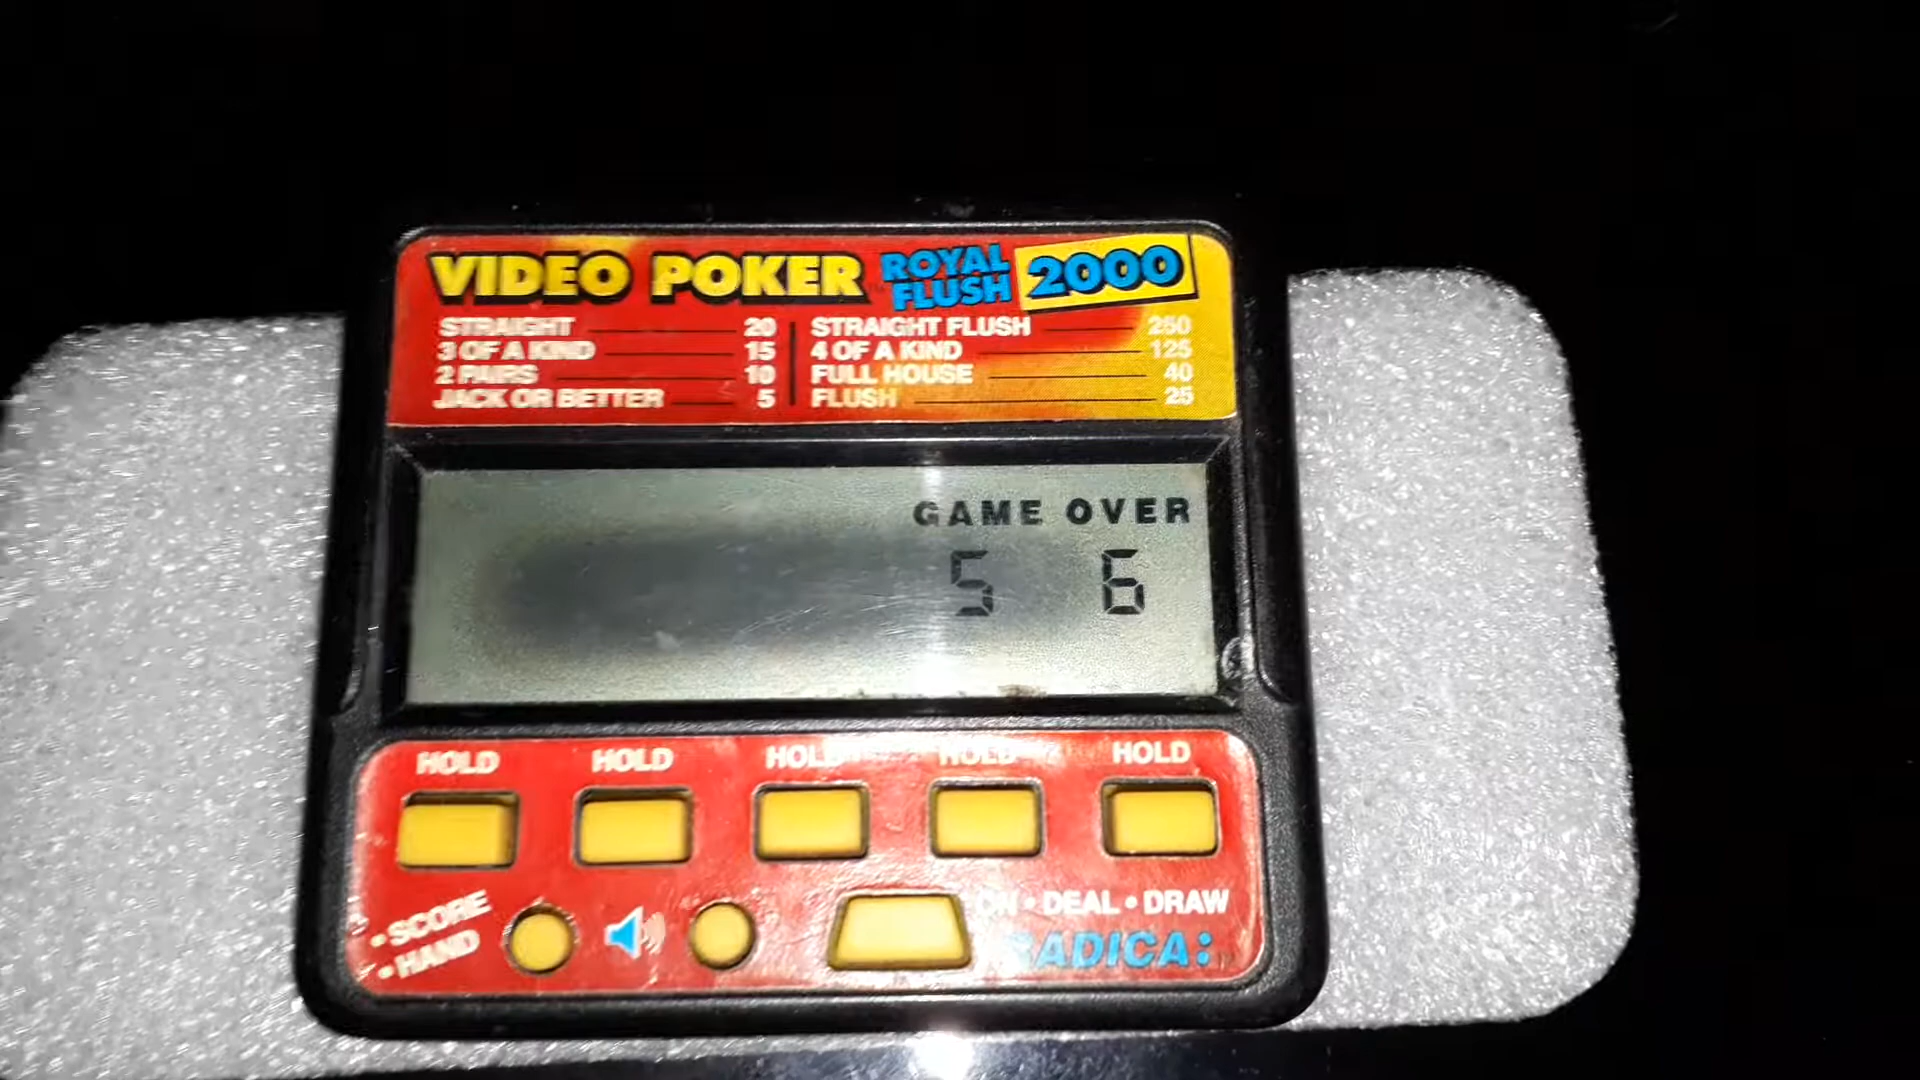 VIDEO POKER ROYAL FLUSH 2000
STRAIGHT 20
3 OF A KIND 15
2 PAIRS 10
JACK OR BETTER 5
STRAIGHT FLUSH 250
4 OF A KIND 125
FULL HOUSE 40
FLUSH 25
GAME OVER
5 6
HOLD HOLD HOLD HOLD HOLD
• SCORE
• HAND
ON • DEAL • DRAW
RADICA: